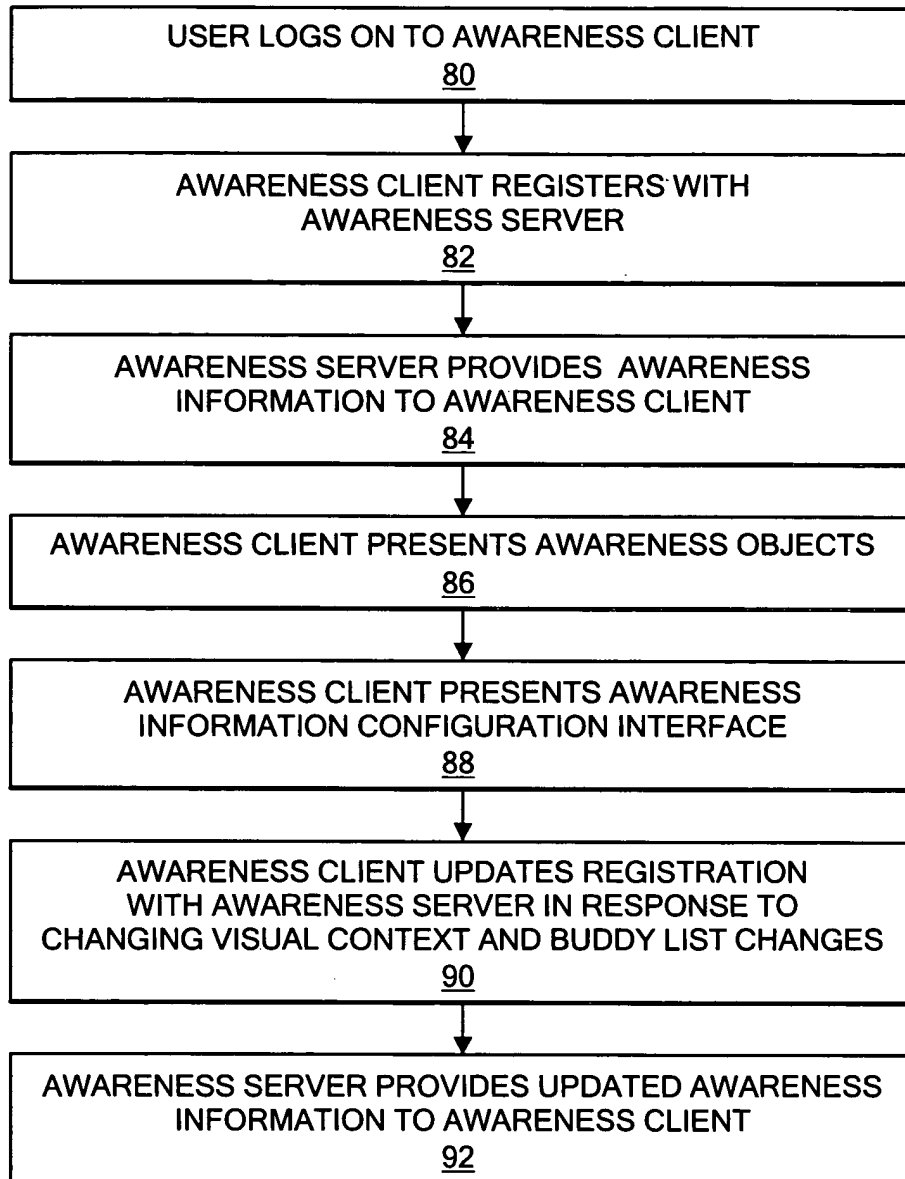 USER LOGS ON TO AWARENESS CLIENT
80
AWARENESS CLIENT REGISTERS WITH
AWARENESS SERVER
82
AWARENESS SERVER PROVIDES AWARENESS
INFORMATION TO AWARENESS CLIENT
84
AWARENESS CLIENT PRESENTS AWARENESS OBJECTS
86
AWARENESS CLIENT PRESENTS AWARENESS
INFORMATION CONFIGURATION INTERFACE
88
AWARENESS CLIENT UPDATES REGISTRATION
WITH AWARENESS SERVER IN RESPONSE TO
CHANGING VISUAL CONTEXT AND BUDDY LIST CHANGES
90
AWARENESS SERVER PROVIDES UPDATED AWARENESS
INFORMATION TO AWARENESS CLIENT
92